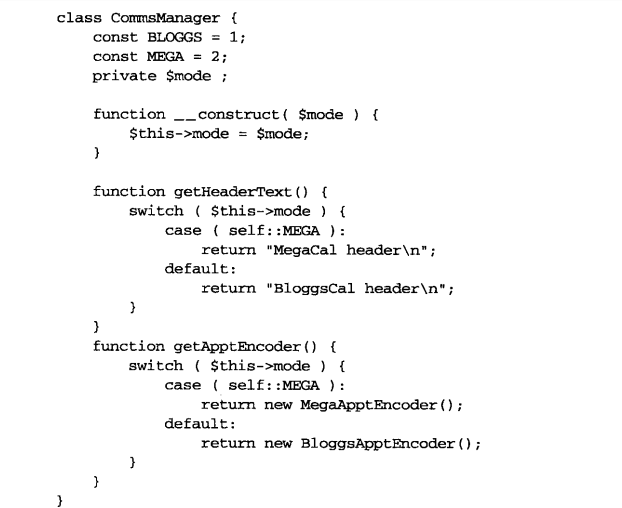 class CommsManager {
    const BLOGGS = 1;
    const MEGA = 2;
    private $mode ;

    function __construct( $mode ) {
        $this->mode = $mode;
    }

    function getHeaderText() {
        switch ( $this->mode ) {
            case ( self::MEGA ):
                return "MegaCal header\n";
            default:
                return "BloggsCal header\n";
        }
    }
    function getApptEncoder() {
        switch ( $this->mode ) {
            case ( self::MEGA ):
                return new MegaApptEncoder();
            default:
                return new BloggsApptEncoder();
        }
    }
}